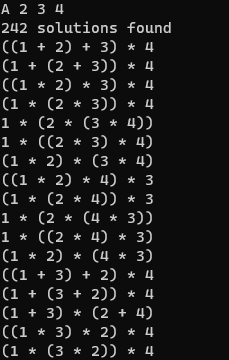 A 2 3 4
242 solutions found
((1 + 2) + 3) * 4
(1 + (2 + 3)) * 4
((1 * 2) * 3) * 4
(1 * (2 * 3)) * 4
1 * (2 * (3 * 4))
1 * ((2 * 3) * 4)
(1 * 2) * (3 * 4)
((1 * 2) * 4) * 3
(1 * (2 * 4)) * 3
1 * (2 * (4 * 3))
1 * ((2 * 4) * 3)
(1 * 2) * (4 * 3)
((1 + 3) + 2) * 4
(1 + (3 + 2)) * 4
(1 + 3) * (2 + 4)
((1 * 3) * 2) * 4
(1 * (3 * 2)) * 4